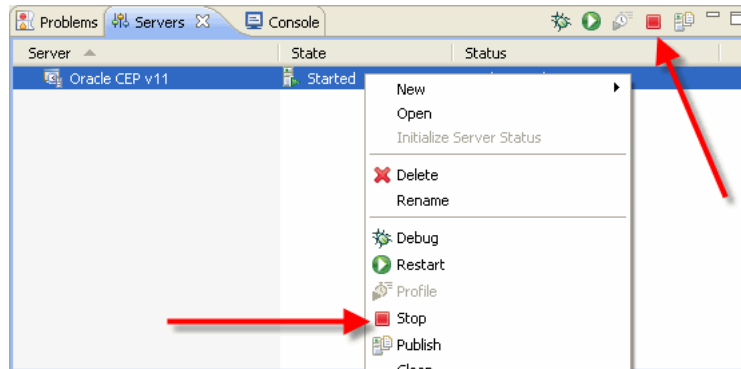 Problems Servers Console
Server State Status
Oracle CEP v11 Started
New
Open
Initialize Server Status
Delete
Rename
Debug
Restart
Profile
Stop
Publish
Clean